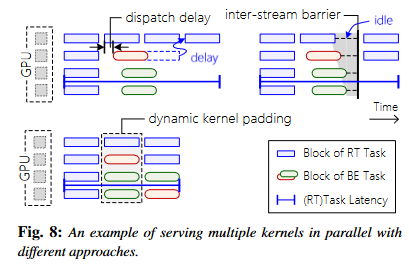 dispatch delay
inter-stream barrier
idle
GPU
delay
Time
dynamic kernel padding
GPU
Block of RT Task
Block of BE Task
(RT)Task Latency
Fig. 8: An example of serving multiple kernels in parallel with
different approaches.